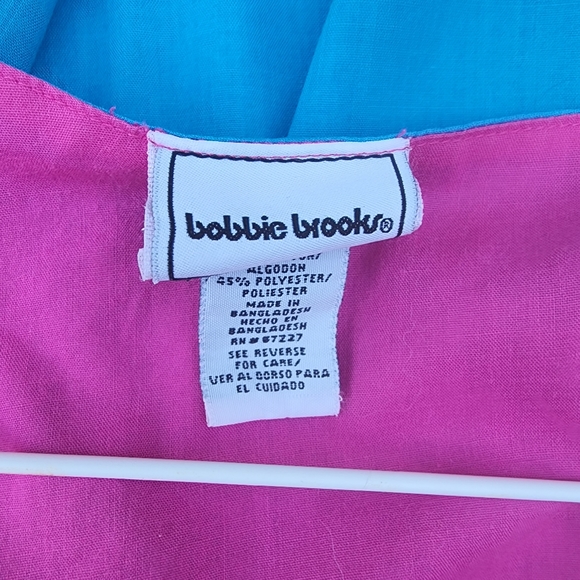 bobbie brooks®
ALGODON
45% POLYESTER/
POLIESTER
MADE IN
BANGLADESH
HECHO EN
BANGLADESH
RN # 67227
SEE REVERSE
FOR CARE/
VER AL DORSO PARA
EL CUIDADO